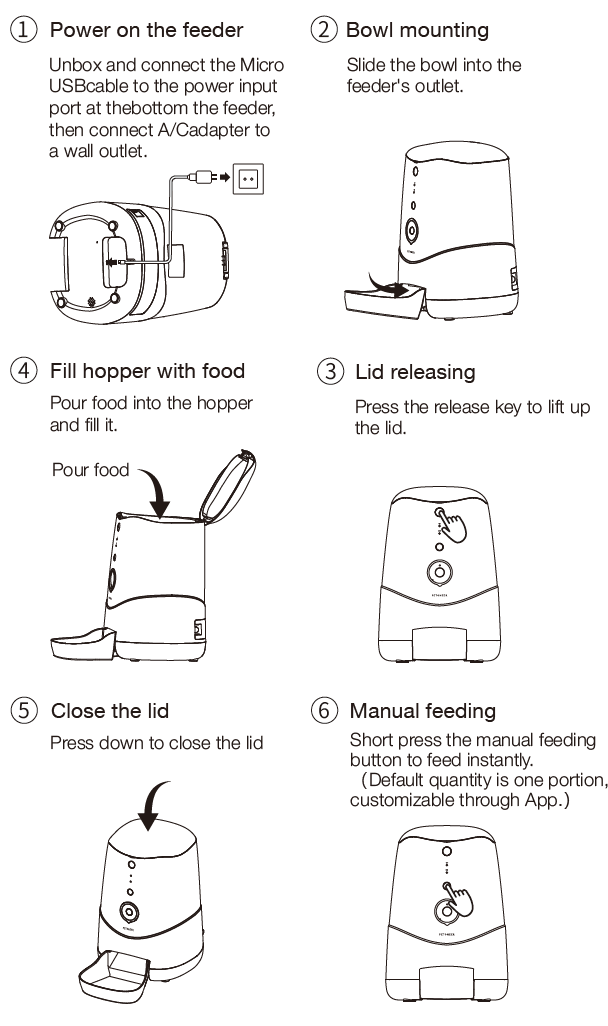 ① Power on the feeder
Unbox and connect the Micro
USBcable to the power input
port at thebottom the feeder,
then connect A/Cadapter to
a wall outlet.
② Bowl mounting
Slide the bowl into the
feeder's outlet.
④ Fill hopper with food
Pour food into the hopper
and fill it.
Pour food
③ Lid releasing
Press the release key to lift up
the lid.
⑤ Close the lid
Press down to close the lid
⑥ Manual feeding
Short press the manual feeding
button to feed instantly.
(Default quantity is one portion,
customizable through App.)